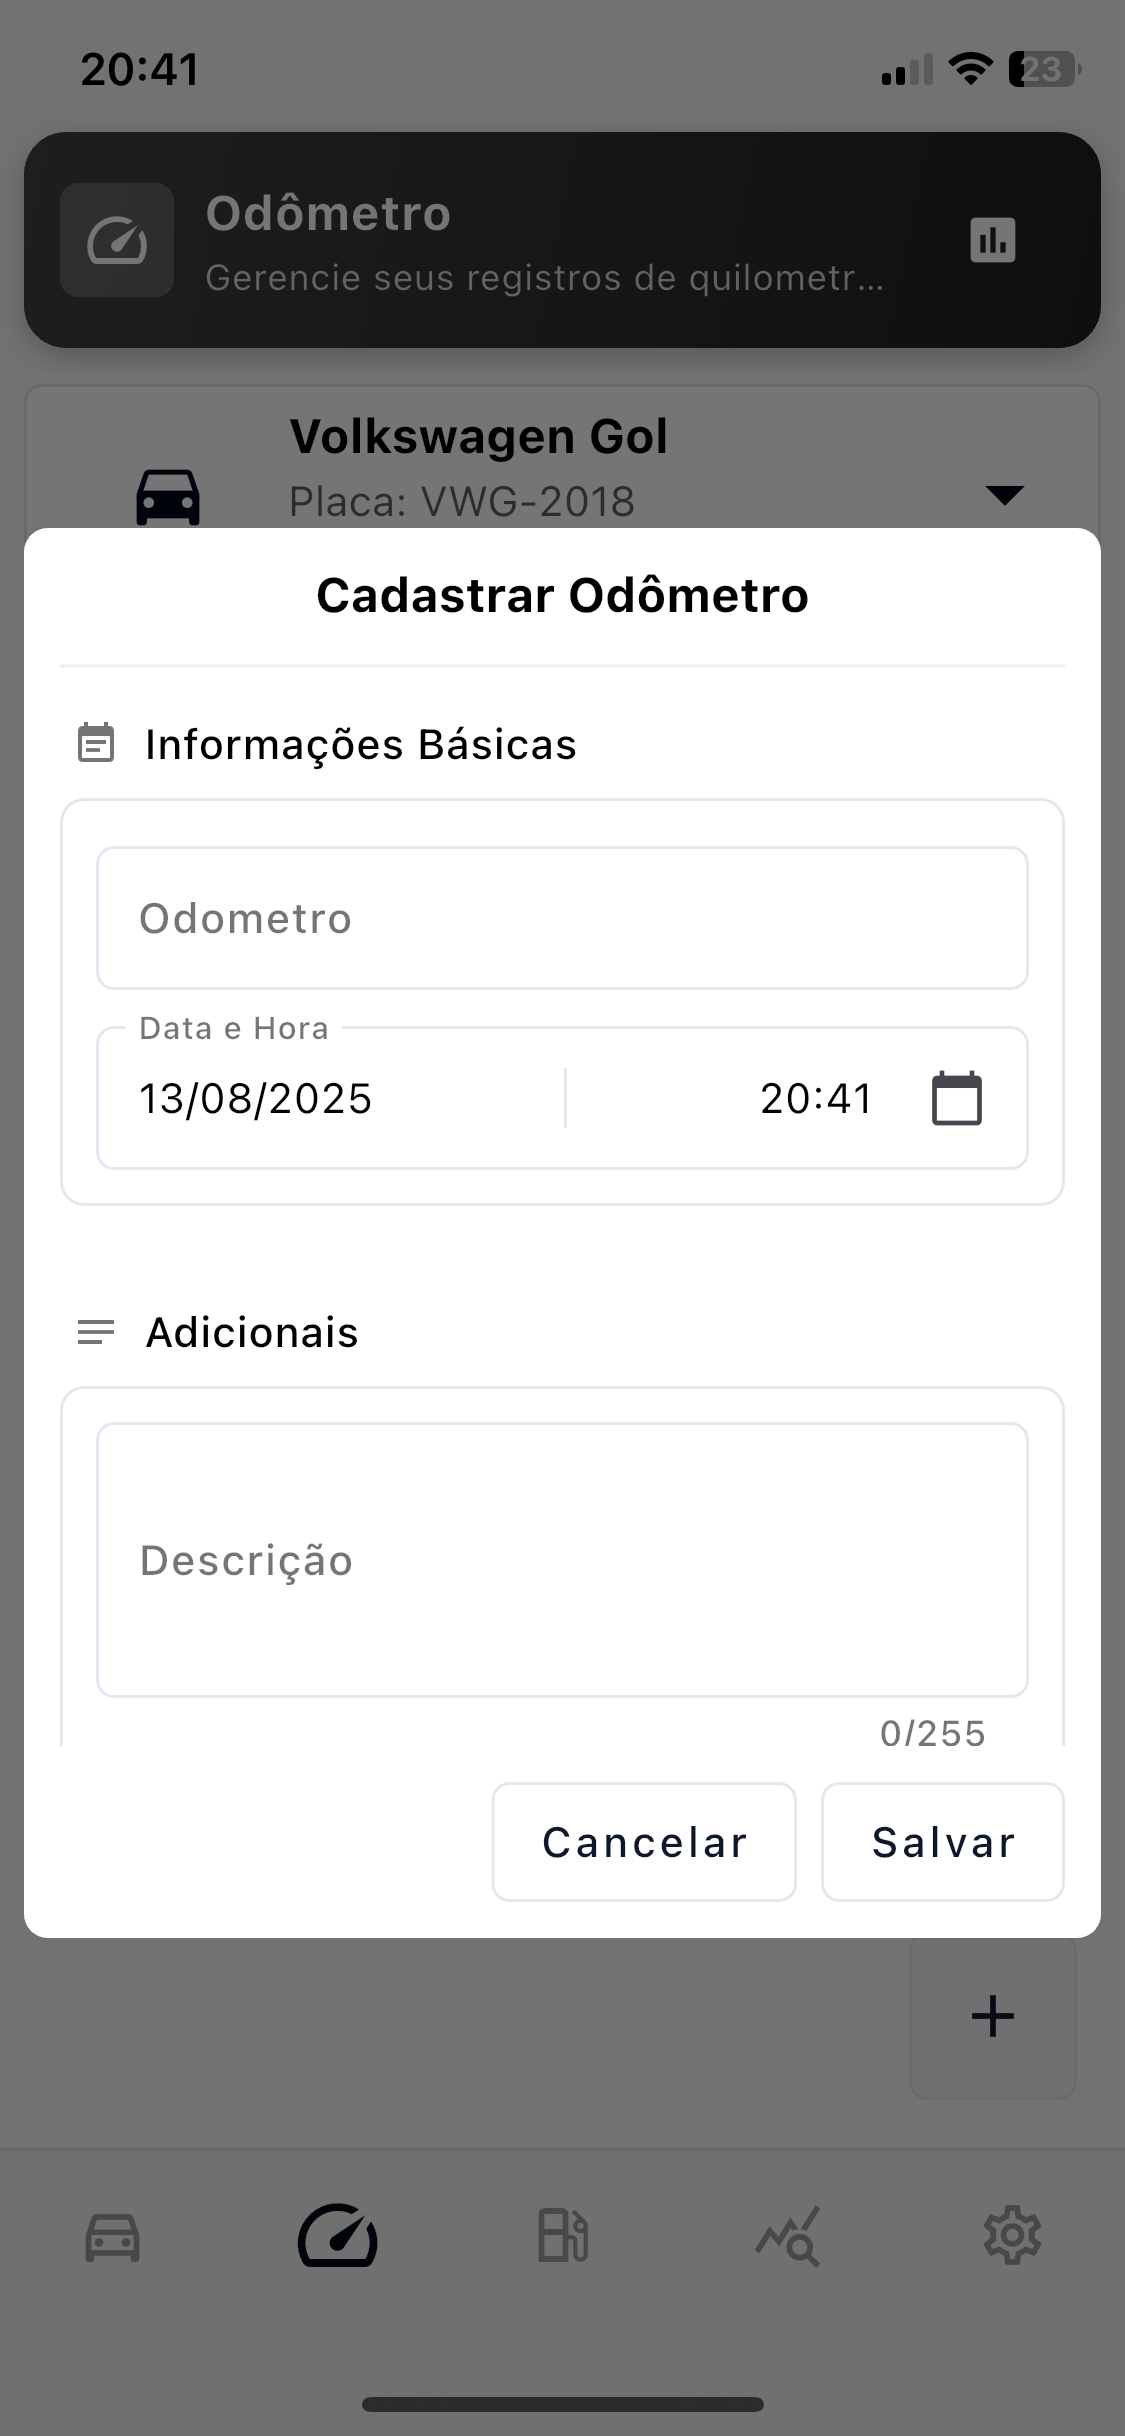 20:41
23
Odômetro
Gerencie seus registros de quilometr...
Volkswagen Gol
Placa: VWG-2018
Cadastrar Odômetro
Informações Básicas
Odometro
Data e Hora
13/08/2025 20:41
Adicionais
Descrição
0/255
Cancelar Salvar